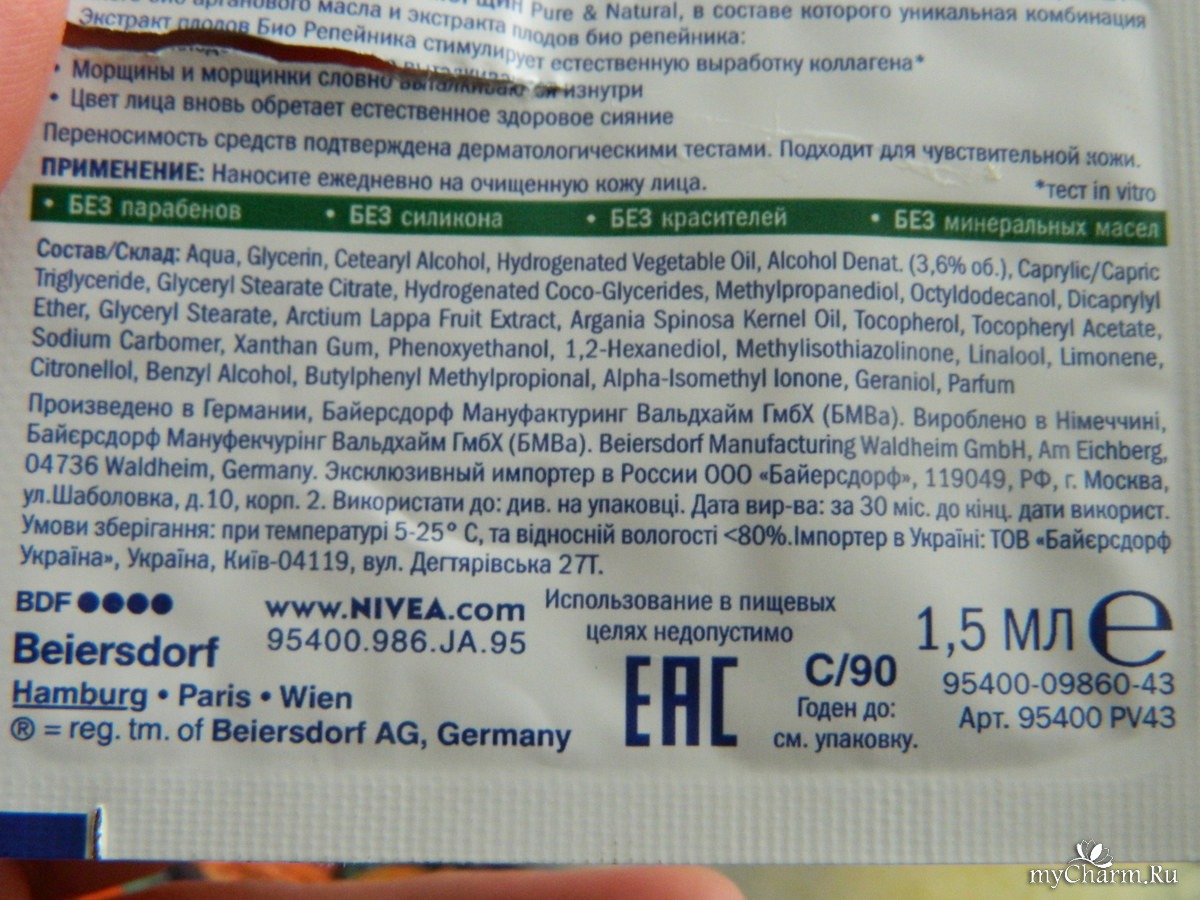 био арганового масла и экстракта плодов био репейника:
Pure & Natural, в составе которого уникальная комбинация
Экстракт плодов Био Репейника стимулирует естественную выработку коллагена*
• Морщины и морщинки словно выталкиваются изнутри
• Цвет лица вновь обретает естественное здоровое сияние
Переносимость средств подтверждена дерматологическими тестами. Подходит для чувствительной кожи.
ПРИМЕНЕНИЕ: Наносите ежедневно на очищенную кожу лица.
*тест in vitro
• БЕЗ парабенов • БЕЗ силикона • БЕЗ красителей • БЕЗ минеральных масел
Состав/Склад: Aqua, Glycerin, Cetearyl Alcohol, Hydrogenated Vegetable Oil, Alcohol Denat. (3,6% об.), Caprylic/Capric
Triglyceride, Glyceryl Stearate Citrate, Hydrogenated Coco-Glycerides, Methylpropanediol, Octyldodecanol, Dicaprylyl
Ether, Glyceryl Stearate, Arctium Lappa Fruit Extract, Argania Spinosa Kernel Oil, Tocopherol, Tocopheryl Acetate,
Sodium Carbomer, Xanthan Gum, Phenoxyethanol, 1,2-Hexanediol, Methylisothiazolinone, Linalool, Limonene,
Citronellol, Benzyl Alcohol, Butylphenyl Methylpropional, Alpha-Isomethyl Ionone, Geraniol, Parfum
Произведено в Германии, Байерсдорф Мануфактуринг Вальдхайм ГмбХ (БМВа). Вироблено в Німеччині,
Байєрсдорф Мануфекчурінг Вальдхайм ГмбХ (БМВа). Beiersdorf Manufacturing Waldheim GmbH, Am Eichberg,
04736 Waldheim, Germany. Эксклюзивный импортер в России ООО «Байерсдорф», 119049, РФ, г. Москва,
ул.Шаболовка, д.10, корп. 2. Використати до: див. на упаковці. Дата вир-ва: за 30 міс. до кінц. дати використ.
Умови зберігання: при температурі 5-25° С, та відносній вологості <80%.Імпортер в Україні: ТОВ «Байєрсдорф
Україна», Україна, Київ-04119, вул. Дегтярівська 27Т.
BDF ●●●●
Beiersdorf
Hamburg • Paris • Wien
® = reg. tm. of Beiersdorf AG, Germany
www.NIVEA.com
95400.986.JA.95
Использование в пищевых
целях недопустимо
EAC
C/90
Годен до:
см. упаковку.
1,5 МЛ e
95400-09860-43
Арт. 95400 PV43
myCharm.Ru